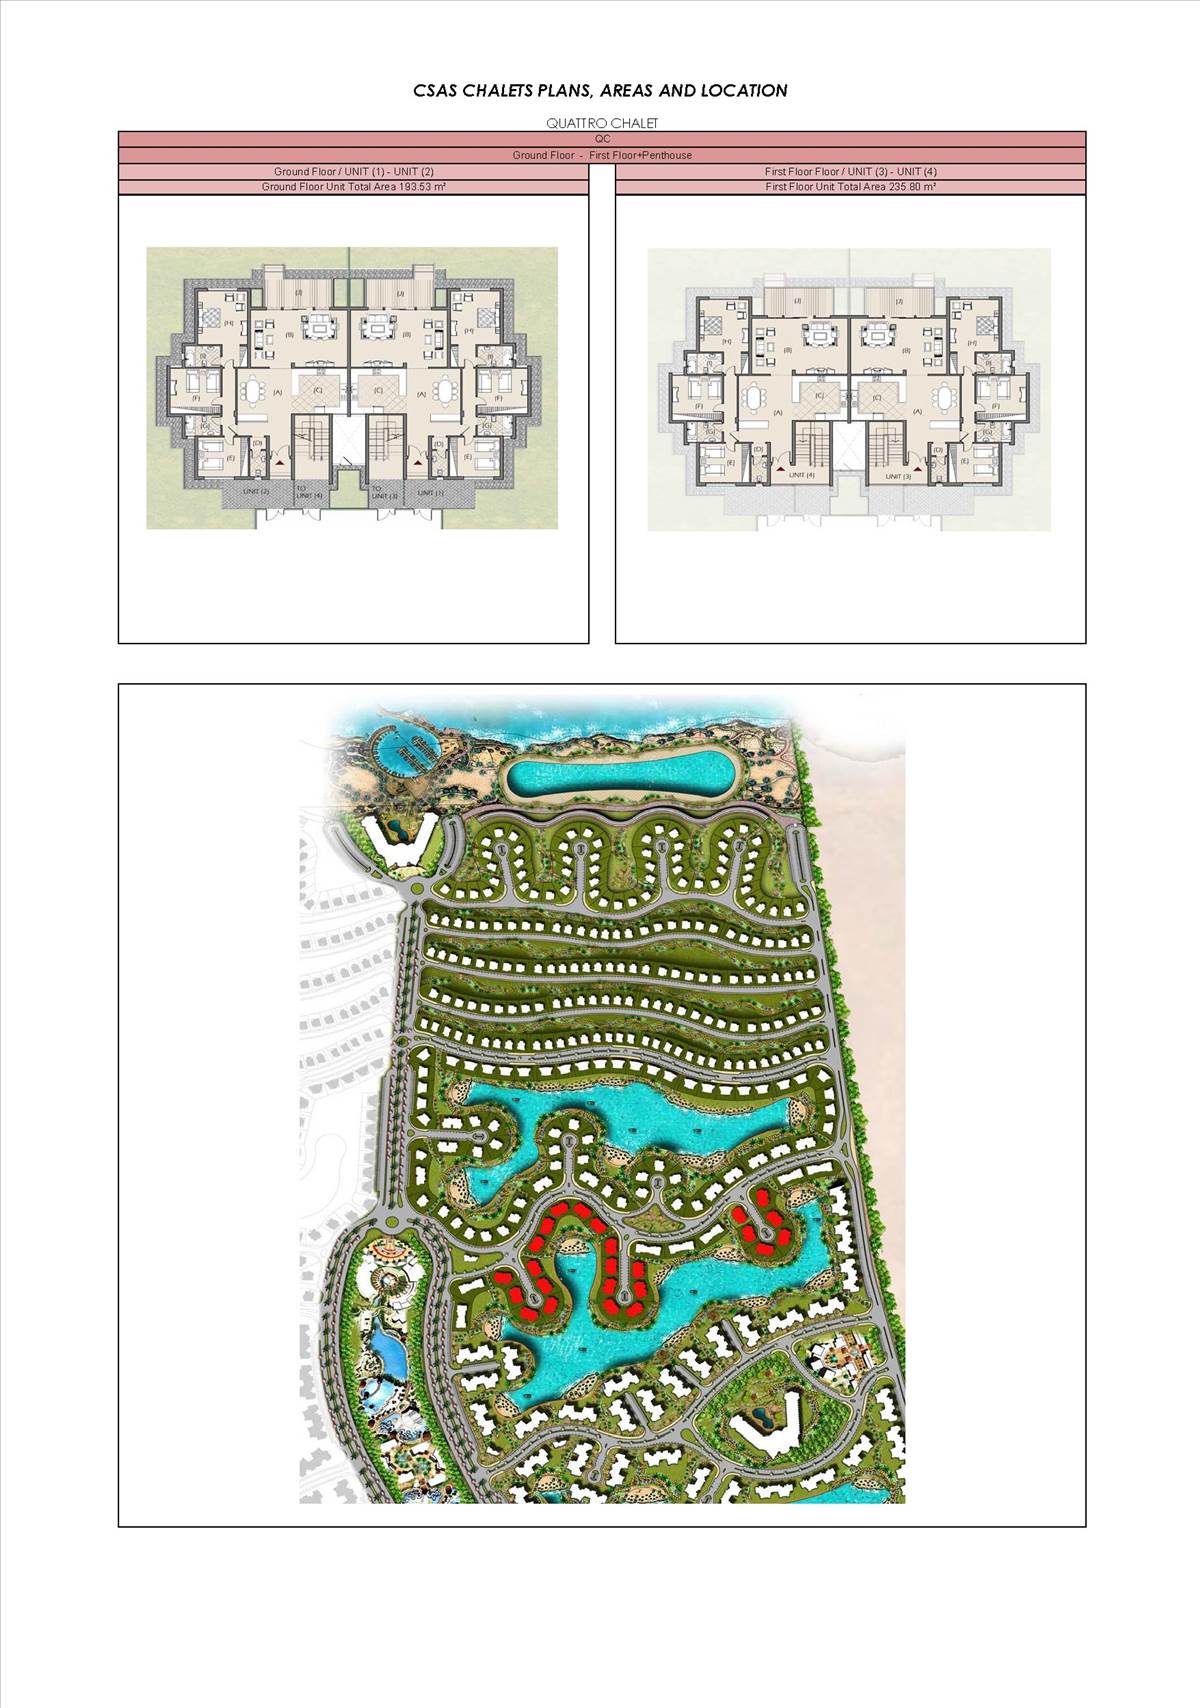 CSAS CHALETS PLANS, AREAS AND LOCATION
QUATTRO CHALET
QC
Ground Floor - First Floor+Penthouse
Ground Floor / UNIT (1) - UNIT (2)
Ground Floor Unit Total Area 193.53 m²
First Floor Floor / UNIT (3) - UNIT (4)
First Floor Unit Total Area 235.80 m²
(J) (J)
(H) (B) (B) (H)
(I) (I)
(F) (A) (C) (C) (A) (F)
(G) (G)
(E) (D) (D) (E)
UNIT (2)
TO
UNIT (4)
TO
UNIT (3)
UNIT (1)
(J) (J)
(H) (B) (B) (H)
(I) (I)
(F) (A) (C) (C) (A) (F)
(G) (G)
(E) (D) (D) (E)
UNIT (4)
UNIT (3)